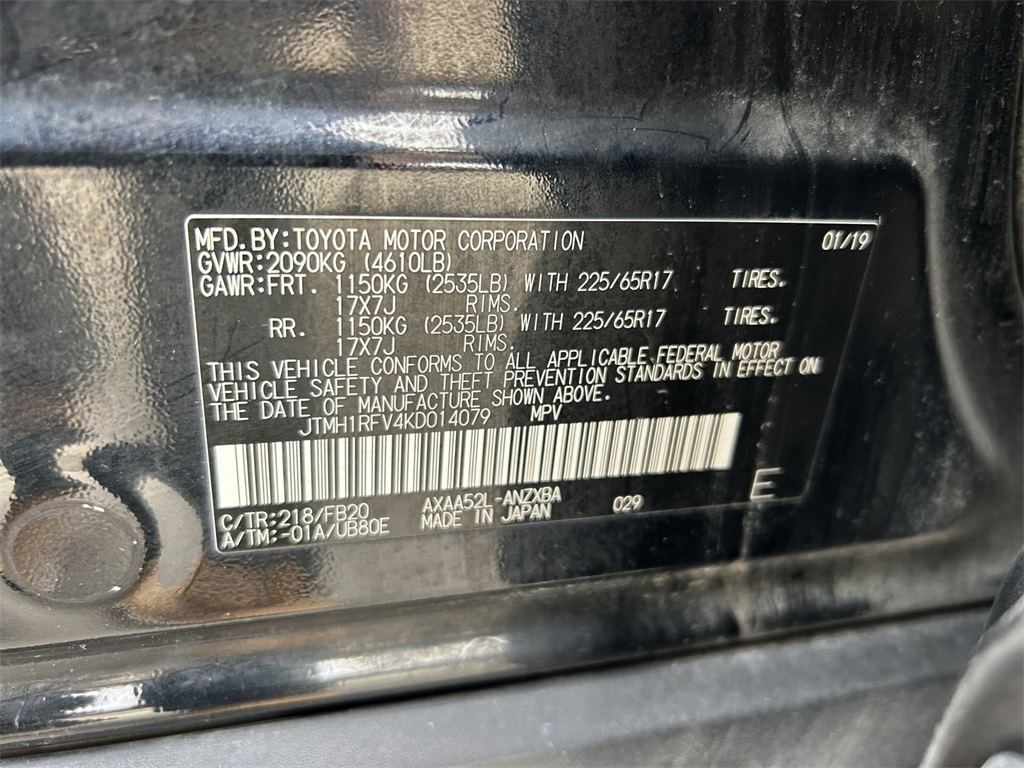 MFD.BY:TOYOTA MOTOR CORPORATION 01/19
GVWR:2090KG (4610LB)
GAWR:FRT. 1150KG (2535LB) WITH 225/65R17 TIRES.
17X7J RIMS.
RR. 1150KG (2535LB) WITH 225/65R17 TIRES.
17X7J RIMS.
THIS VEHICLE CONFORMS TO ALL APPLICABLE FEDERAL MOTOR
VEHICLE SAFETY AND THEFT PREVENTION STANDARDS IN EFFECT ON
THE DATE OF MANUFACTURE SHOWN ABOVE.
JTMH1RFV4KD014079 MPV
C/TR:218/FB20 AXAA52L-ANZXBA 029 E
A/TM:-01A/UB80E MADE IN JAPAN